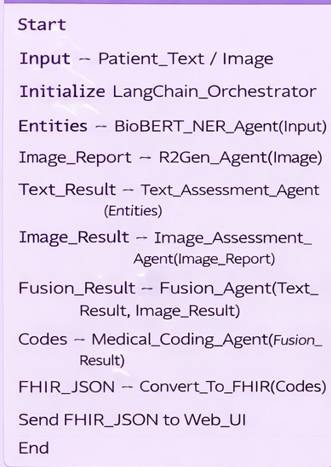 Start
Input – Patient_Text / Image
Initialize LangChain_Orchestrator
Entities – BioBERT_NER_Agent(Input)
Image_Report – R2Gen_Agent(Image)
Text_Result – Text_Assessment_Agent
(Entities)
Image_Result – Image_Assessment_
Agent(Image_Report)
Fusion_Result – Fusion_Agent(Text_
Result, Image_Result)
Codes – Medical_Coding_Agent(Fusion_
Result)
FHIR_JSON – Convert_To_FHIR(Codes)
Send FHIR_JSON to Web_UI
End